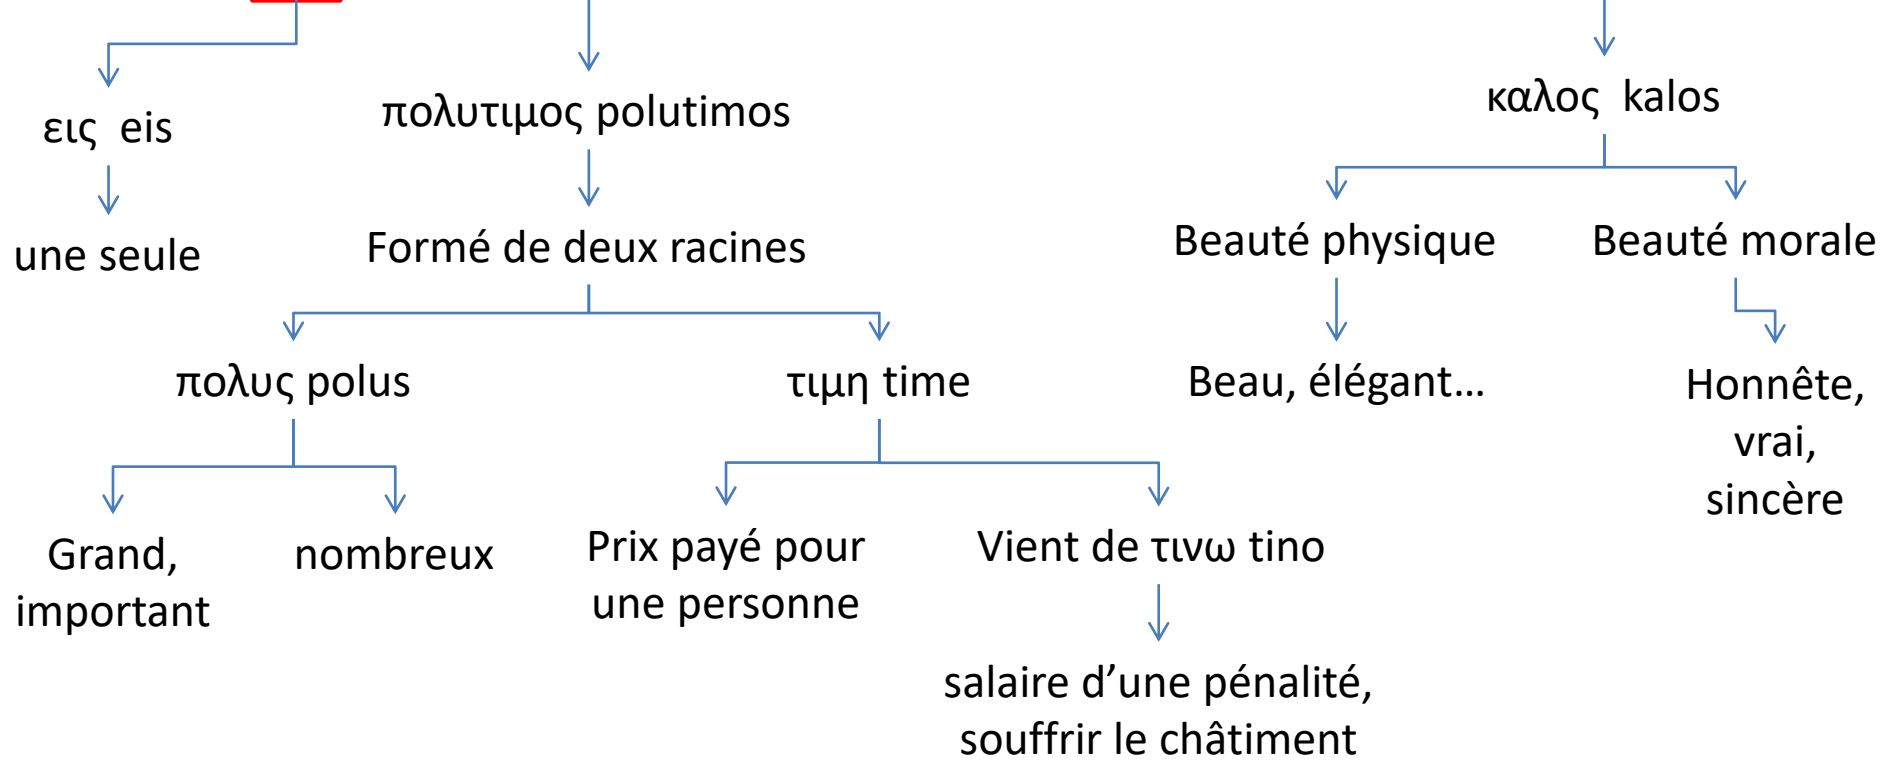 εις eis
πολυτιμος polutimos
καλος kalos
une seule
Formé de deux racines
Beauté physique
Beauté morale
πολυς polus
τιμη time
Beau, élégant…
Honnête,
vrai,
sincère
Grand,
important
nombreux
Prix payé pour
une personne
Vient de τινω tino
salaire d’une pénalité,
souffrir le châtiment